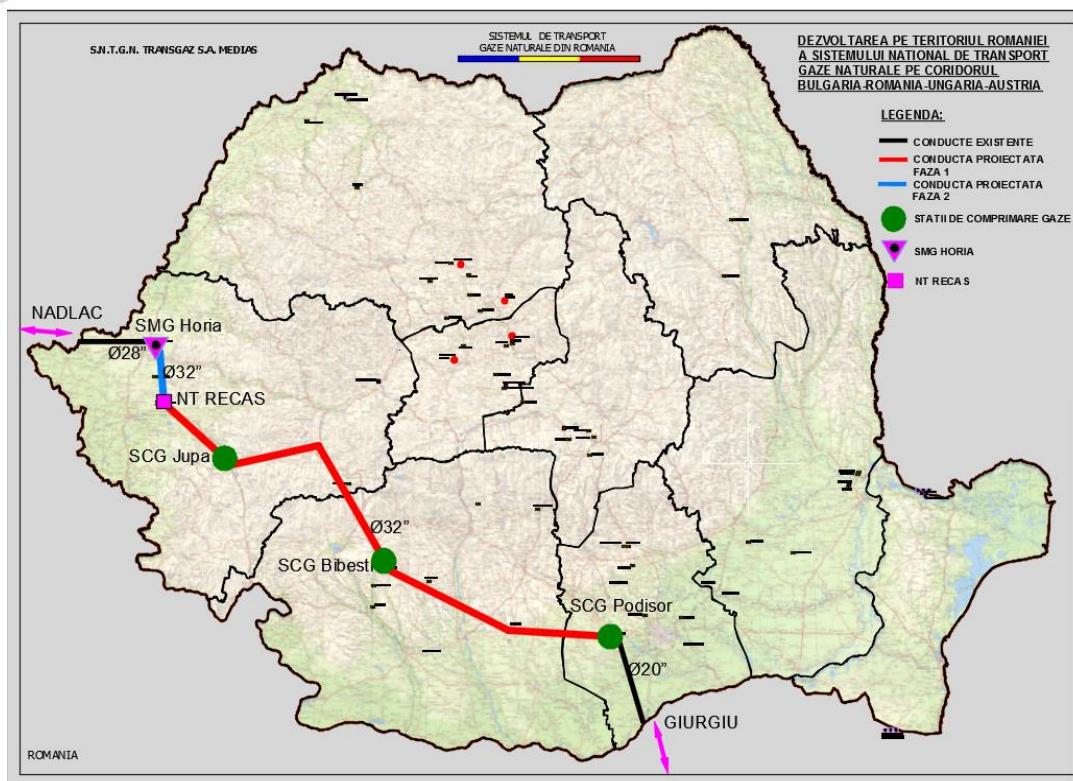 S.N.T.G.N. TRANSGAZ S.A. MEDIAS
SISTEMUL DE TRANSPORT
GAZE NATURALE DIN ROMANIA
DEZVOLTAREA PE TERITORIUL ROMANIEI
A SISTEMULUI NATIONAL DE TRANSPORT
GAZE NATURALE PE CORIDORUL
BULGARIA-ROMANIA-UNGARIA-AUSTRIA
LEGENDA:
CONDUCTE EXISTENTE
CONDUCTA PROIECTATA
FAZA 1
CONDUCTA PROIECTATA
FAZA 2
STATII DE COMPRIMARE GAZE
SMG HORIA
NT RECAS
NADLAC
SMG Horia
Ø28"
Ø32"
NT RECAS
SCG Jupa
Ø32"
SCG Bibesti
SCG Podisor
Ø20"
GIURGIU
ROMANIA